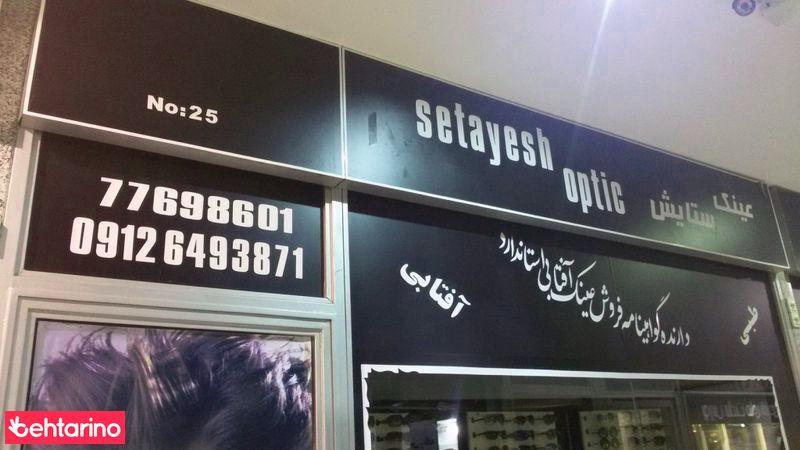 No:25
setayesh
optic
عینک
ستایش
77698601
0912 6493871
دارنده گواهینامه فروش عینک آفتابی استاندارد
آفتابی
طبی
behtarino